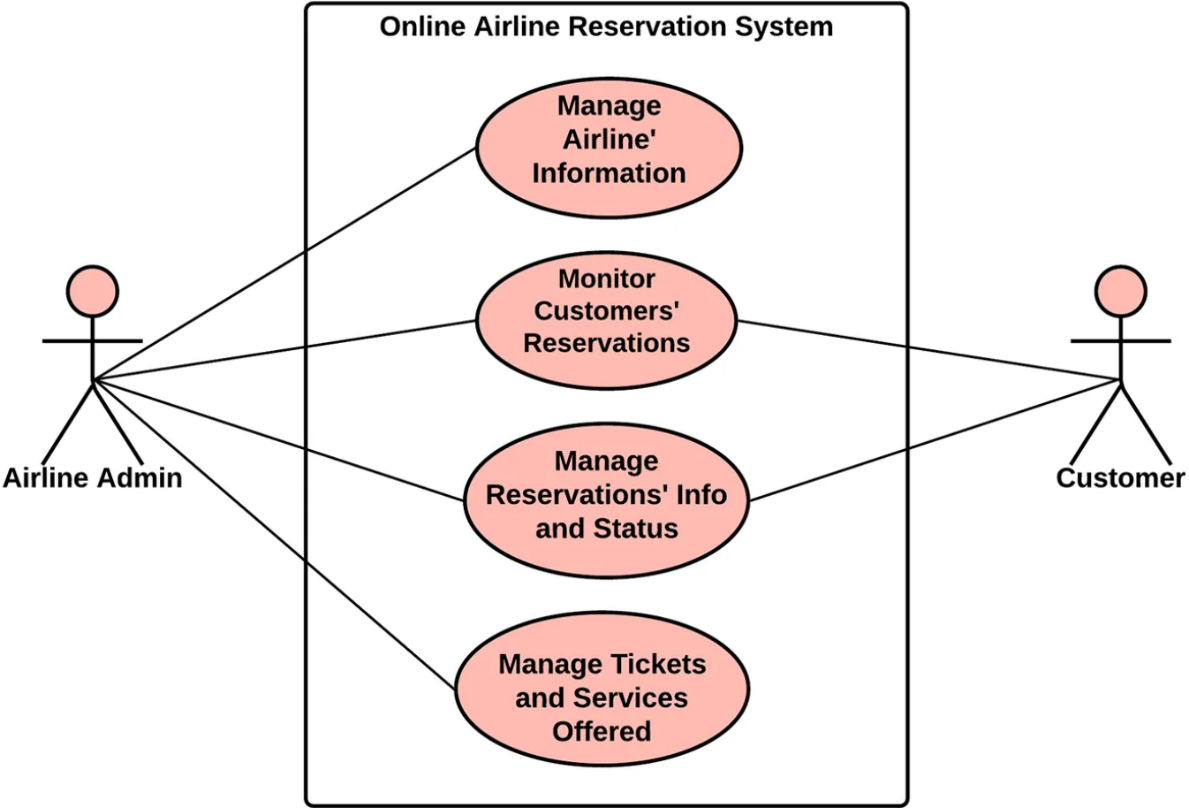 Online Airline Reservation System
Manage
Airline'
Information
Monitor
Customers'
Reservations
Airline Admin
Customer
Manage
Reservations' Info
and Status
Manage Tickets
and Services
Offered